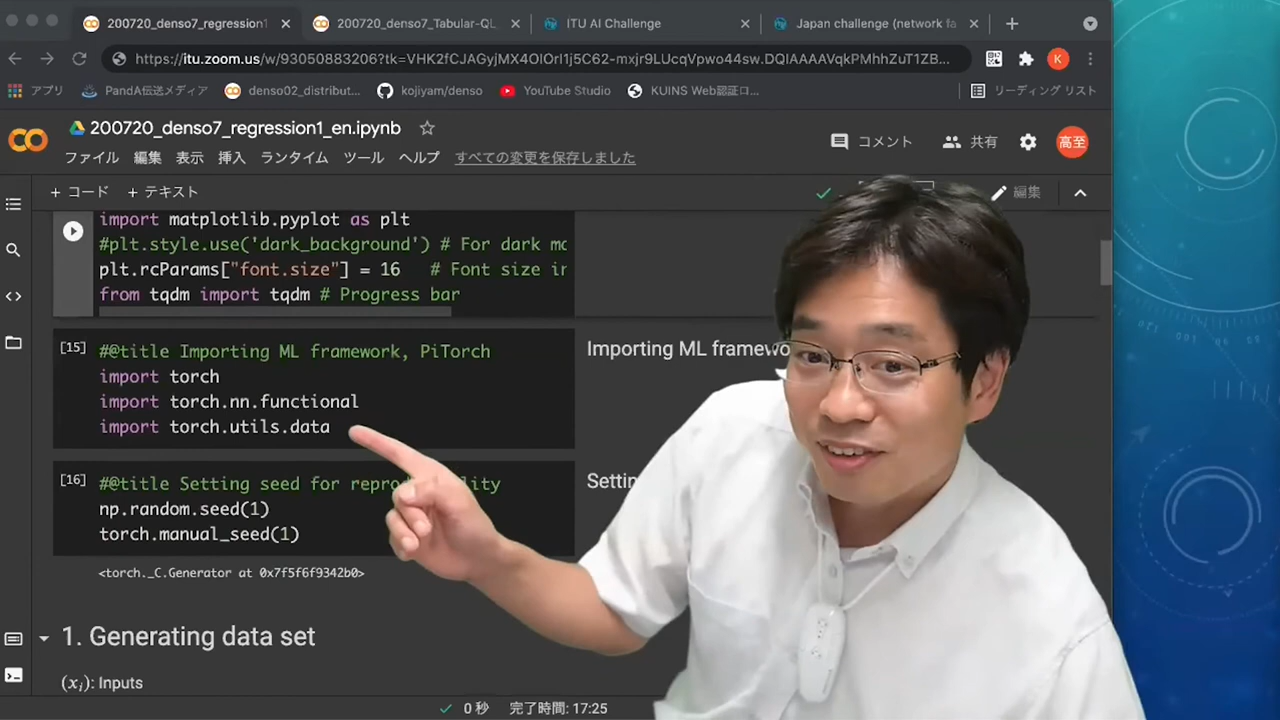 200720_denso7_regression1
200720_denso7_Tabular-QL
ITU AI Challenge
Japan challenge (network fa
https://itu.zoom.us/w/93050883206?tk=VHK2fCJAGyjMX4OlOrI1j5C62-mxjr9LUcqVpwo44sw.DQIAAAAVqkPMhhZuT1ZB...
K
アプリ
PandA伝送メディア
denso02_distribut...
kojiyam/denso
YouTube Studio
KUINS Web認証ロ...
リーディング リスト
200720_denso7_regression1_en.ipynb
コメント
共有
高至
ファイル 編集 表示 挿入 ランタイム ツール ヘルプ すべての変更を保存しました
+ コード + テキスト
編集
import matplotlib.pyplot as plt
#plt.style.use('dark_background') # For dark mo
plt.rcParams["font.size"] = 16 # Font size in
from tqdm import tqdm # Progress bar
[15] #@title Importing ML framework, PiTorch
import torch
import torch.nn.functional
import torch.utils.data
Importing ML framewo
[16] #@title Setting seed for reprod lity
np.random.seed(1)
torch.manual_seed(1)
Settin
<torch._C.Generator at 0x7f5f6f9342b0>
1. Generating data set
(xᵢ): Inputs
0 秒 完了時間: 17:25